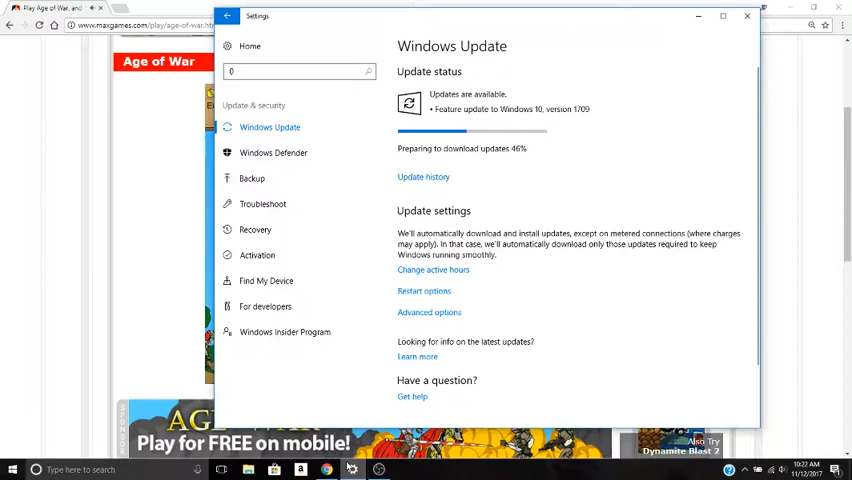 Play Age of War, and
www.maxgames.com/play/age-of-war.ht
Settings
Age of War
Home
0
Update & security
Windows Update
Windows Defender
Backup
Troubleshoot
Recovery
Activation
Find My Device
For developers
Windows Insider Program
Windows Update
Update status
Updates are available.
• Feature update to Windows 10, version 1709
Preparing to download updates 46%
Update history
Update settings
We'll automatically download and install updates, except on metered connections (where charges
may apply). In that case, we'll automatically download only those updates required to keep
Windows running smoothly.
Change active hours
Restart options
Advanced options
Looking for info on the latest updates?
Learn more
Have a question?
Get help
SPONSOR
Play for FREE on mobile!
Also Try
Dynamite Blast 2
Type here to search
10:22 AM
11/12/2017